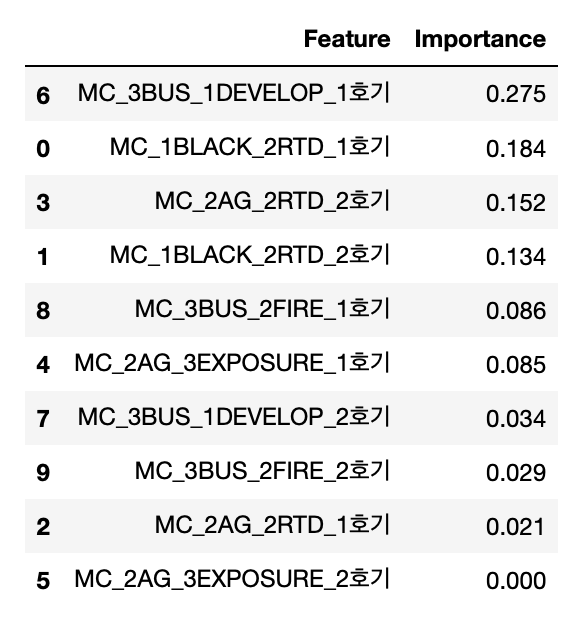 Feature Importance
6 MC_3BUS_1DEVELOP_1호기 0.275
0 MC_1BLACK_2RTD_1호기 0.184
3 MC_2AG_2RTD_2호기 0.152
1 MC_1BLACK_2RTD_2호기 0.134
8 MC_3BUS_2FIRE_1호기 0.086
4 MC_2AG_3EXPOSURE_1호기 0.085
7 MC_3BUS_1DEVELOP_2호기 0.034
9 MC_3BUS_2FIRE_2호기 0.029
2 MC_2AG_2RTD_1호기 0.021
5 MC_2AG_3EXPOSURE_2호기 0.000